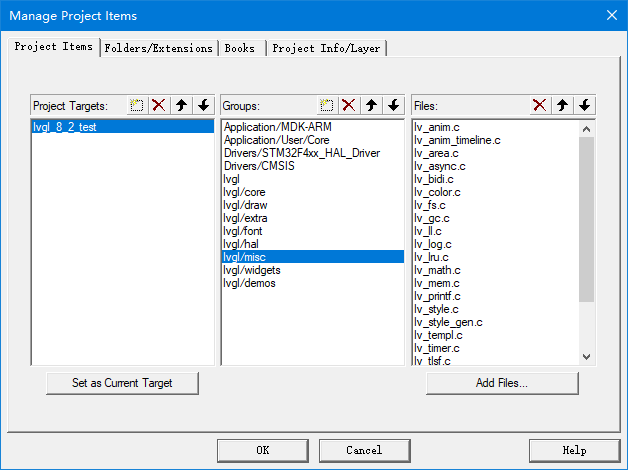 Manage Project Items
Project Items
Folders/Extensions
Books
Project Info/Layer
Project Targets:
lvgl_8_2_test
Set as Current Target
Groups:
Application/MDK-ARM
Application/User/Core
Drivers/STM32F4xx_HAL_Driver
Drivers/CMSIS
lvgl
lvgl/core
lvgl/draw
lvgl/extra
lvgl/font
lvgl/hal
lvgl/misc
lvgl/widgets
lvgl/demos
Files:
lv_anim.c
lv_anim_timeline.c
lv_area.c
lv_async.c
lv_bidi.c
lv_color.c
lv_fs.c
lv_gc.c
lv_ll.c
lv_log.c
lv_lru.c
lv_math.c
lv_mem.c
lv_printf.c
lv_style.c
lv_style_gen.c
lv_templ.c
lv_timer.c
lv_tlsf.c
Add Files...
OK
Cancel
Help